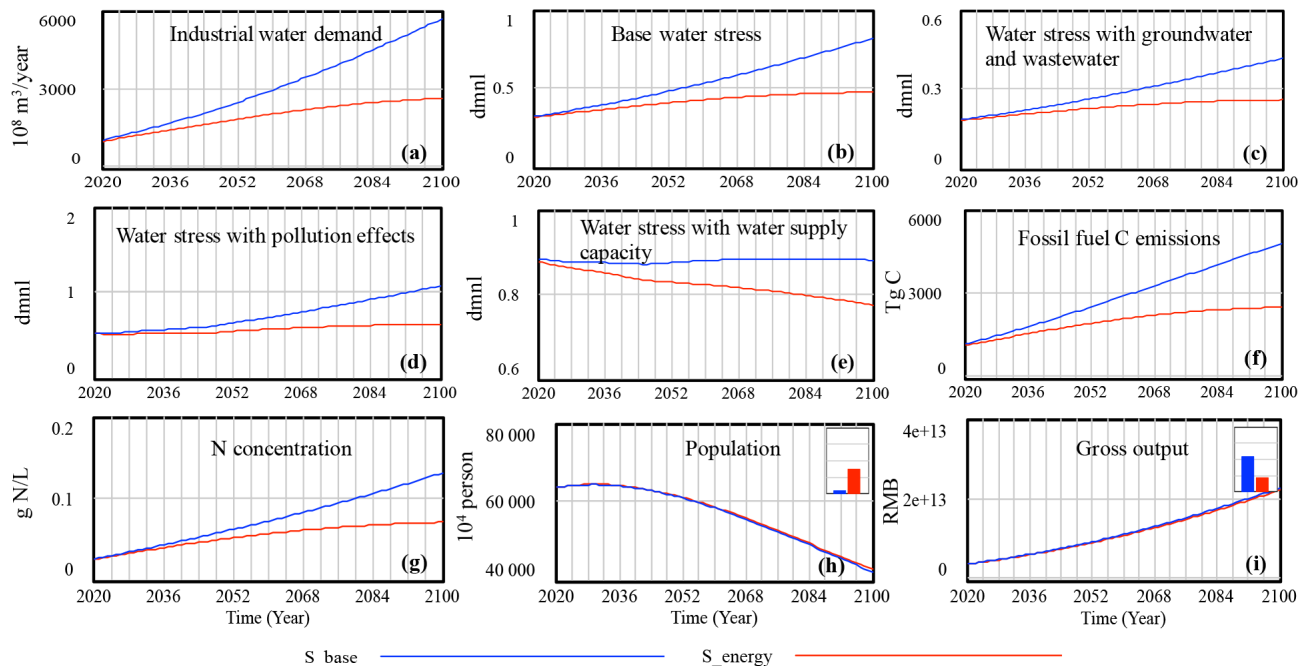 6000
3000
0
10⁸ m³/year
Industrial water demand
(a)
2020 2036 2052 2068 2084 2100
1
0.5
0
dmnl
Base water stress
(b)
2020 2036 2052 2068 2084 2100
0.6
0.3
0
dmnl
Water stress with groundwater
and wastewater
(c)
2020 2036 2052 2068 2084 2100
2
1
0
dmnl
Water stress with pollution effects
(d)
2020 2036 2052 2068 2084 2100
1
0.8
0.6
dmnl
Water stress with water supply
capacity
(e)
2020 2036 2052 2068 2084 2100
6000
3000
0
Tg C
Fossil fuel C emissions
(f)
2020 2036 2052 2068 2084 2100
0.2
0.1
0
g N/L
N concentration
(g)
2020 2036 2052 2068 2084 2100
Time (Year)
80 000
60 000
40 000
10⁴ person
Population
(h)
2020 2036 2052 2068 2084 2100
Time (Year)
4e+13
2e+13
0
RMB
Gross output
(i)
2020 2036 2052 2068 2084 2100
Time (Year)
S_base S_energy